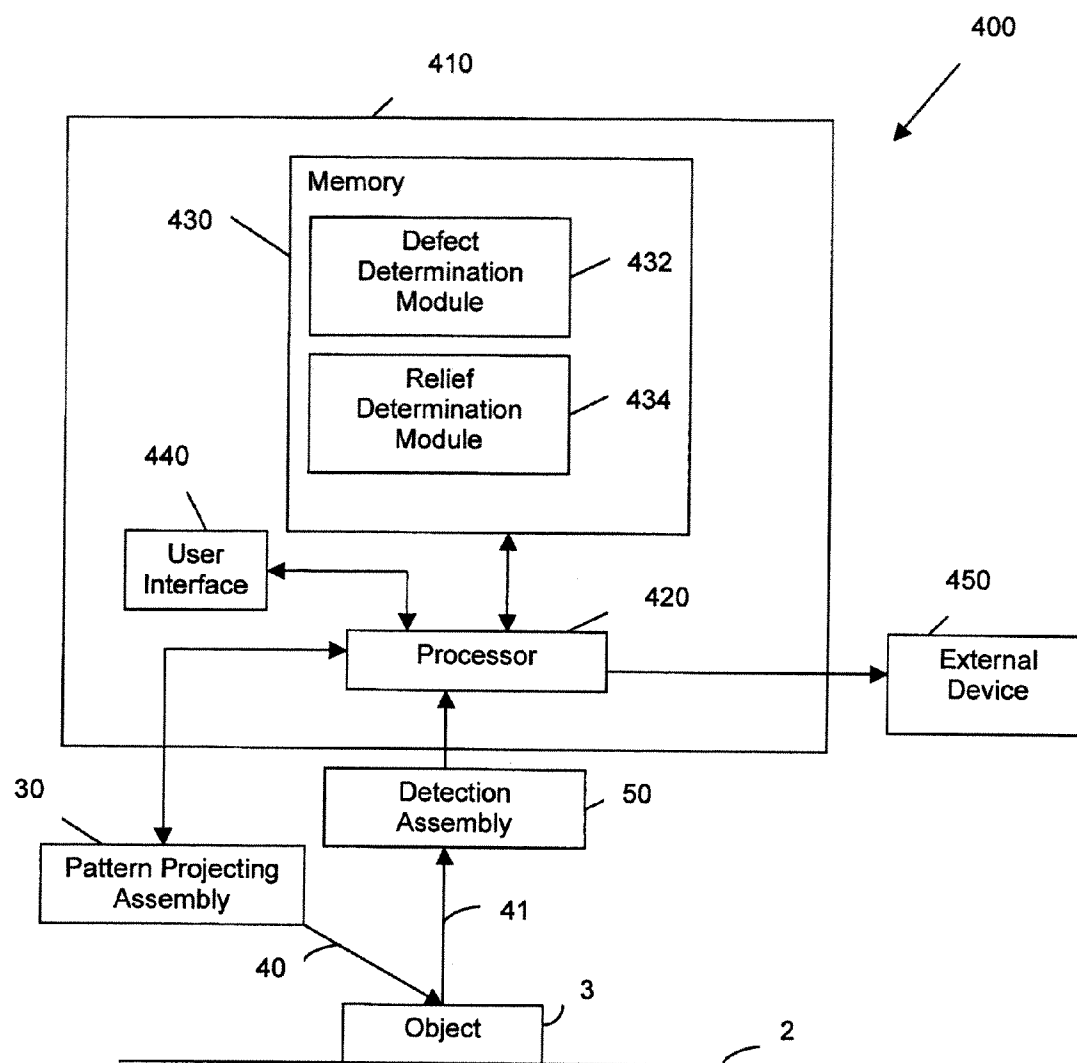 400
410
Memory
430
Defect
Determination
Module
432
Relief
Determination
Module
434
440
User
Interface
420
Processor
450
External
Device
30
Detection
Assembly
50
Pattern Projecting
Assembly
41
40
3
Object
2